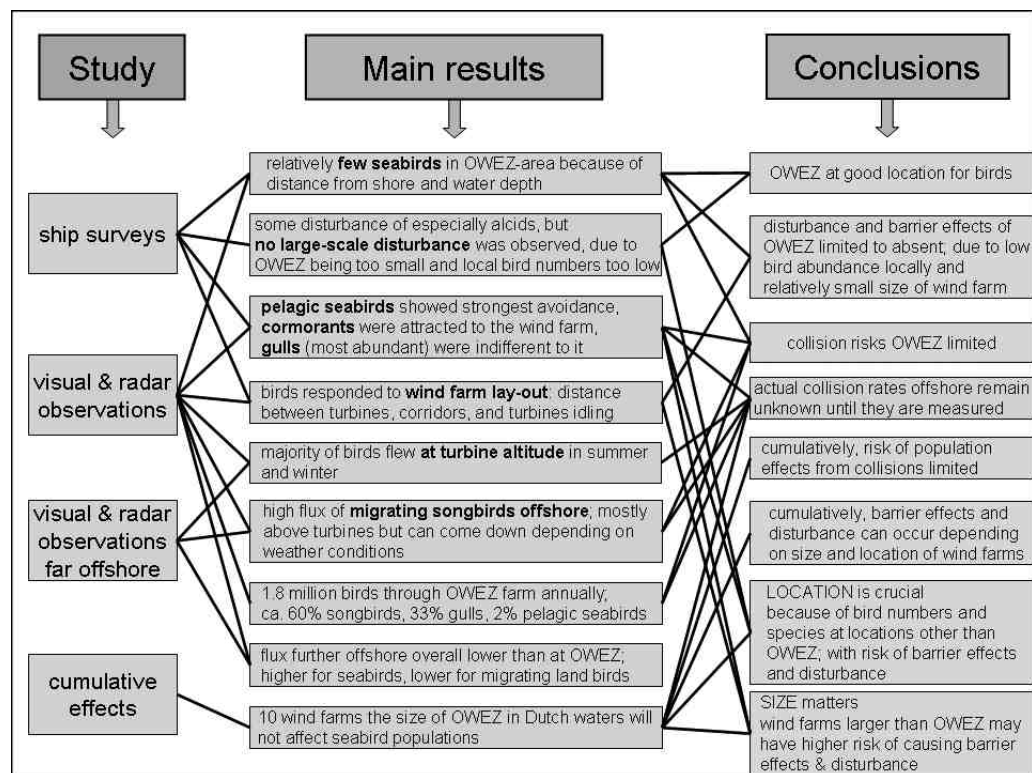 Study
Main results
Conclusions
ship surveys
visual & radar
observations
visual & radar
observations
far offshore
cumulative
effects
relatively few seabirds in OWEZ-area because of
distance from shore and water depth
some disturbance of especially alcids, but
no large-scale disturbance was observed, due to
OWEZ being too small and local bird numbers too low
pelagic seabirds showed strongest avoidance,
cormorants were attracted to the wind farm,
gulls (most abundant) were indifferent to it
birds responded to wind farm lay-out: distance
between turbines, corridors, and turbines idling
majority of birds flew at turbine altitude in summer
and winter
high flux of migrating songbirds offshore; mostly
above turbines but can come down depending on
weather conditions
1.8 million birds through OWEZ farm annually,
ca. 60% songbirds, 33% gulls, 2% pelagic seabirds
flux further offshore overall lower than at OWEZ;
higher for seabirds, lower for migrating land birds
10 wind farms the size of OWEZ in Dutch waters will
not affect seabird populations
OWEZ at good location for birds
disturbance and barrier effects of
OWEZ limited to absent; due to low
bird abundance locally and
relatively small size of wind farm
collision risks OWEZ limited
actual collision rates offshore remain
unknown until they are measured
cumulatively, risk of population
effects from collisions limited
cumulatively, barrier effects and
disturbance can occur depending
on size and location of wind farms
LOCATION is crucial
because of bird numbers and
species at locations other than
OWEZ; with risk of barrier effects
and disturbance
SIZE matters
wind farms larger than OWEZ may
have higher risk of causing barrier
effects & disturbance